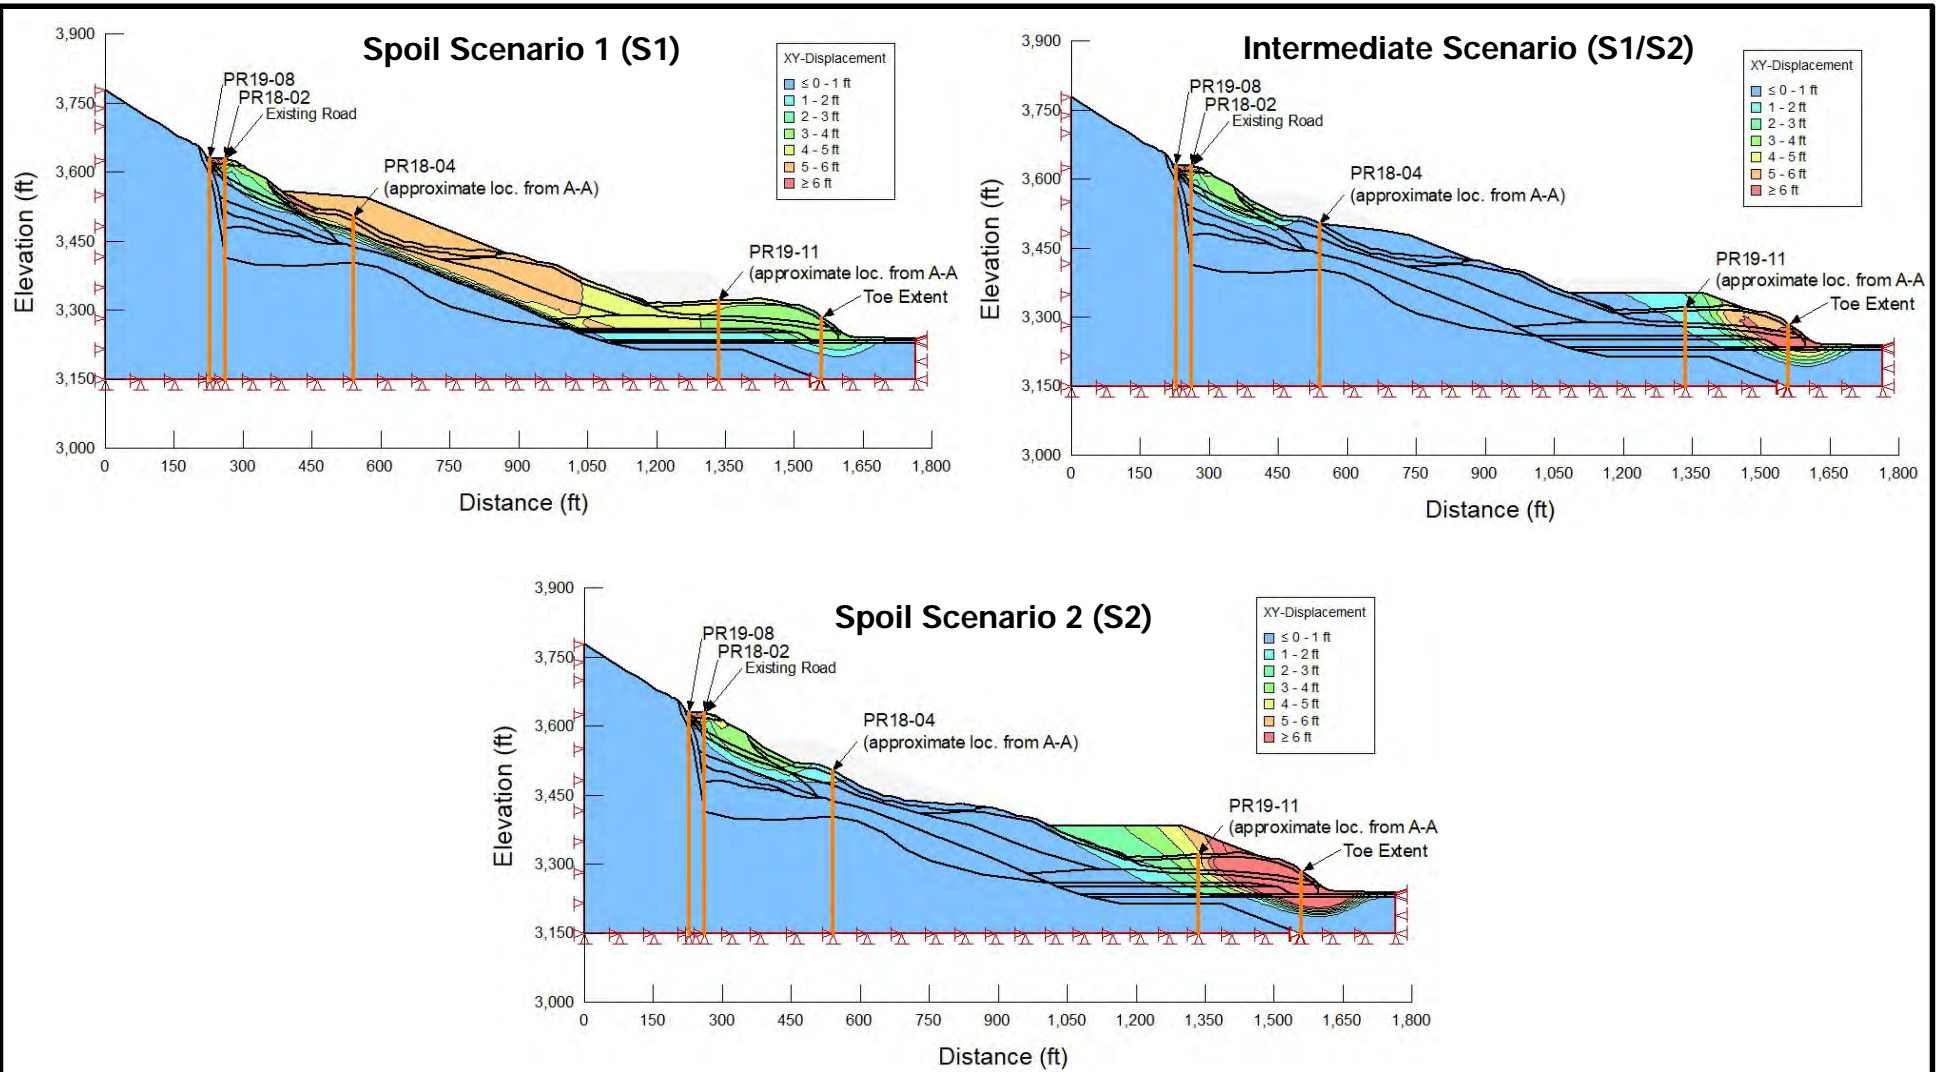 Spoil Scenario 1 (S1)
3,900
3,750
3,600
3,450
3,300
3,150
3,000
Elevation (ft)
PR19-08
PR18-02
Existing Road
PR18-04
(approximate loc. from A-A)
PR19-11
(approximate loc. from A-A
Toe Extent
XY-Displacement
≤ 0 - 1 ft
1 - 2 ft
2 - 3 ft
3 - 4 ft
4 - 5 ft
5 - 6 ft
≥ 6 ft
0 150 300 450 600 750 900 1,050 1,200 1,350 1,500 1,650 1,800
Distance (ft)
Intermediate Scenario (S1/S2)
3,900
3,750
3,600
3,450
3,300
3,150
3,000
Elevation (ft)
PR19-08
PR18-02
Existing Road
PR18-04
(approximate loc. from A-A)
PR19-11
(approximate loc. from A-A
Toe Extent
XY-Displacement
≤ 0 - 1 ft
1 - 2 ft
2 - 3 ft
3 - 4 ft
4 - 5 ft
5 - 6 ft
≥ 6 ft
0 150 300 450 600 750 900 1,050 1,200 1,350 1,500 1,650 1,800
Distance (ft)
Spoil Scenario 2 (S2)
3,900
3,750
3,600
3,450
3,300
3,150
3,000
Elevation (ft)
PR19-08
PR18-02
Existing Road
PR18-04
(approximate loc. from A-A)
PR19-11
(approximate loc. from A-A
Toe Extent
XY-Displacement
≤ 0 - 1 ft
1 - 2 ft
2 - 3 ft
3 - 4 ft
4 - 5 ft
5 - 6 ft
≥ 6 ft
0 150 300 450 600 750 900 1,050 1,200 1,350 1,500 1,650 1,800
Distance (ft)